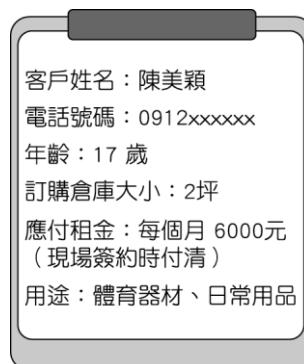 客戶姓名：陳美穎
電話號碼：0912xxxxxx
年齡：17 歲
訂購倉庫大小：2坪
應付租金：每個月 6000元
（現場簽約時付清）
用途：體育器材、日常用品